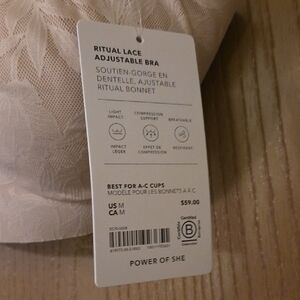 RITUAL LACE
ADJUSTABLE BRA
SOUTIEN-GORGE EN
DENTELLE, AJUSTABLE
RITUAL BONNET
LIGHT
IMPACT
COMPRESSION
SUPPORT
BREATHABLE
IMPACT
LÉGER
EFFET DE
COMPRESSION
RESPIRANT
BEST FOR A-C CUPS
MODÈLE POUR LES BONNETS A À C
US M
CA M
$59.00
Certified
B
Corporation
POWER OF SHE